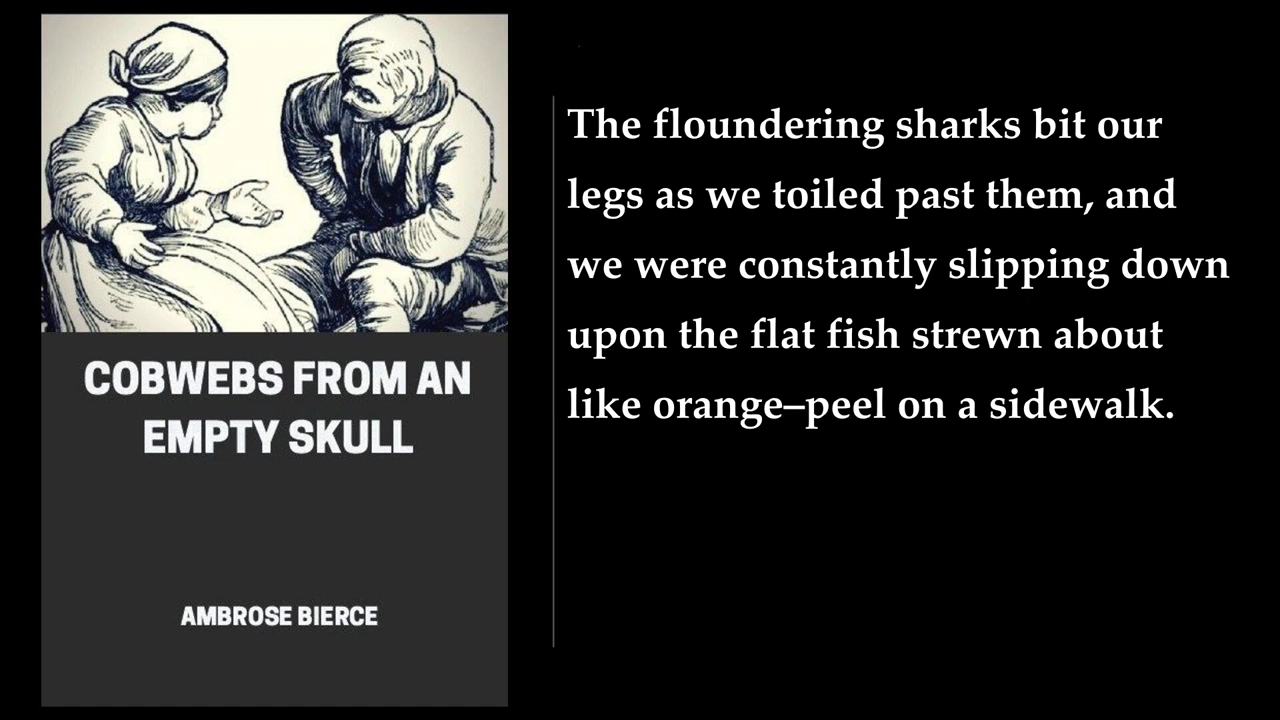 COBWEBS FROM AN
EMPTY SKULL
AMBROSE BIERCE
The floundering sharks bit our
legs as we toiled past them, and
we were constantly slipping down
upon the flat fish strewn about
like orange–peel on a sidewalk.